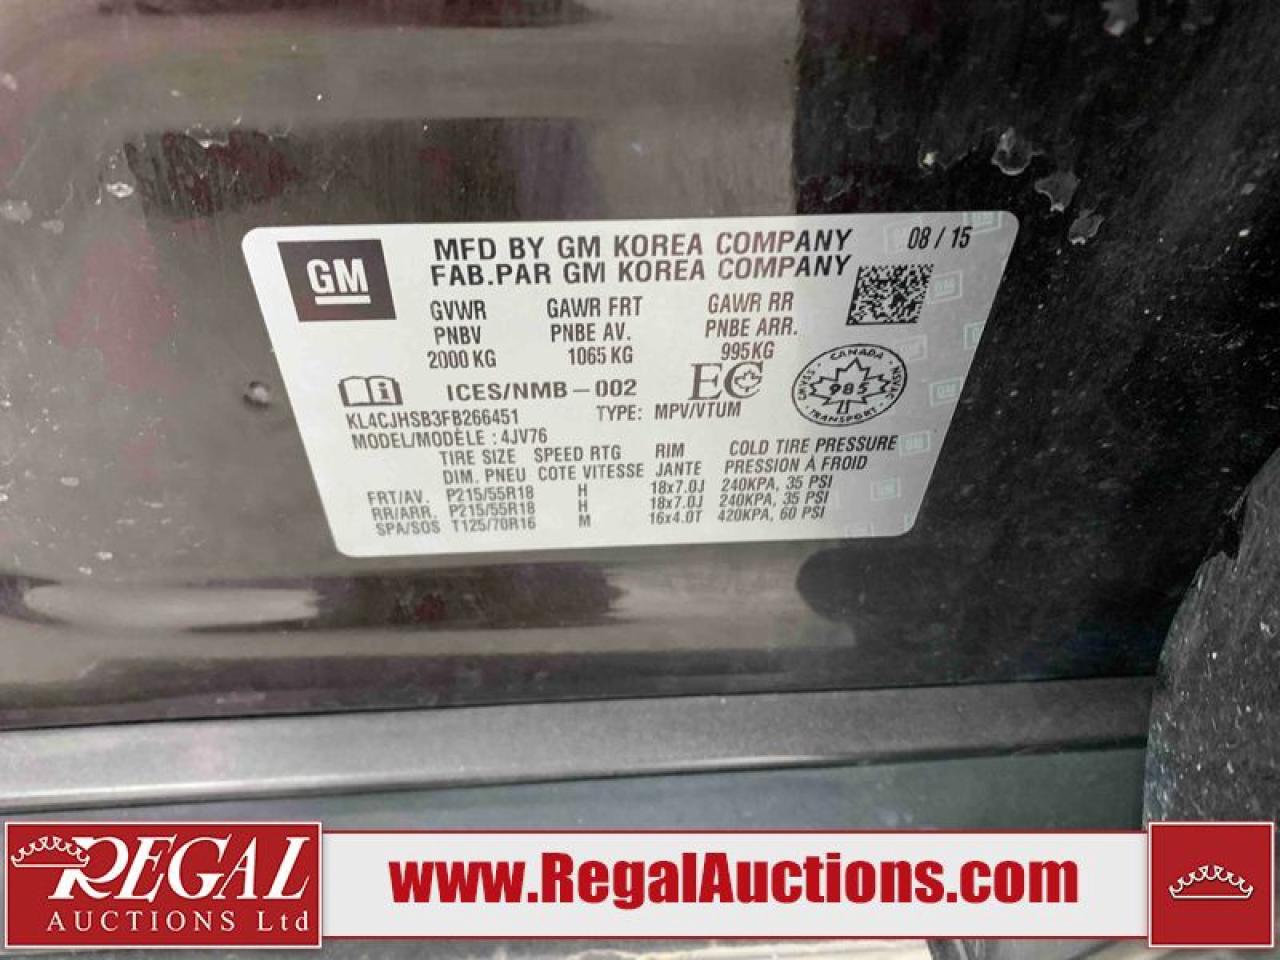 GM
MFD BY GM KOREA COMPANY 08 / 15
FAB.PAR GM KOREA COMPANY
GVWR GAWR FRT GAWR RR
PNBV PNBE AV. PNBE ARR.
2000 KG 1065 KG 995KG
ICES/NMB-002 EC
CANADA
SAFETY
985
NSVAC
TRANSPORT
KL4CJHSB3FB266451 TYPE: MPV/VTUM
MODEL/MODÈLE : 4JV76
TIRE SIZE SPEED RTG RIM COLD TIRE PRESSURE
DIM. PNEU COTE VITESSE JANTE PRESSION À FROID
FRT/AV. P215/55R18 H 18x7.0J 240KPA, 35 PSI
RR/ARR. P215/55R18 H 18x7.0J 240KPA, 35 PSI
SPA/SOS T125/70R16 M 16x4.0T 420KPA, 60 PSI
REGAL
AUCTIONS Ltd
www.RegalAuctions.com